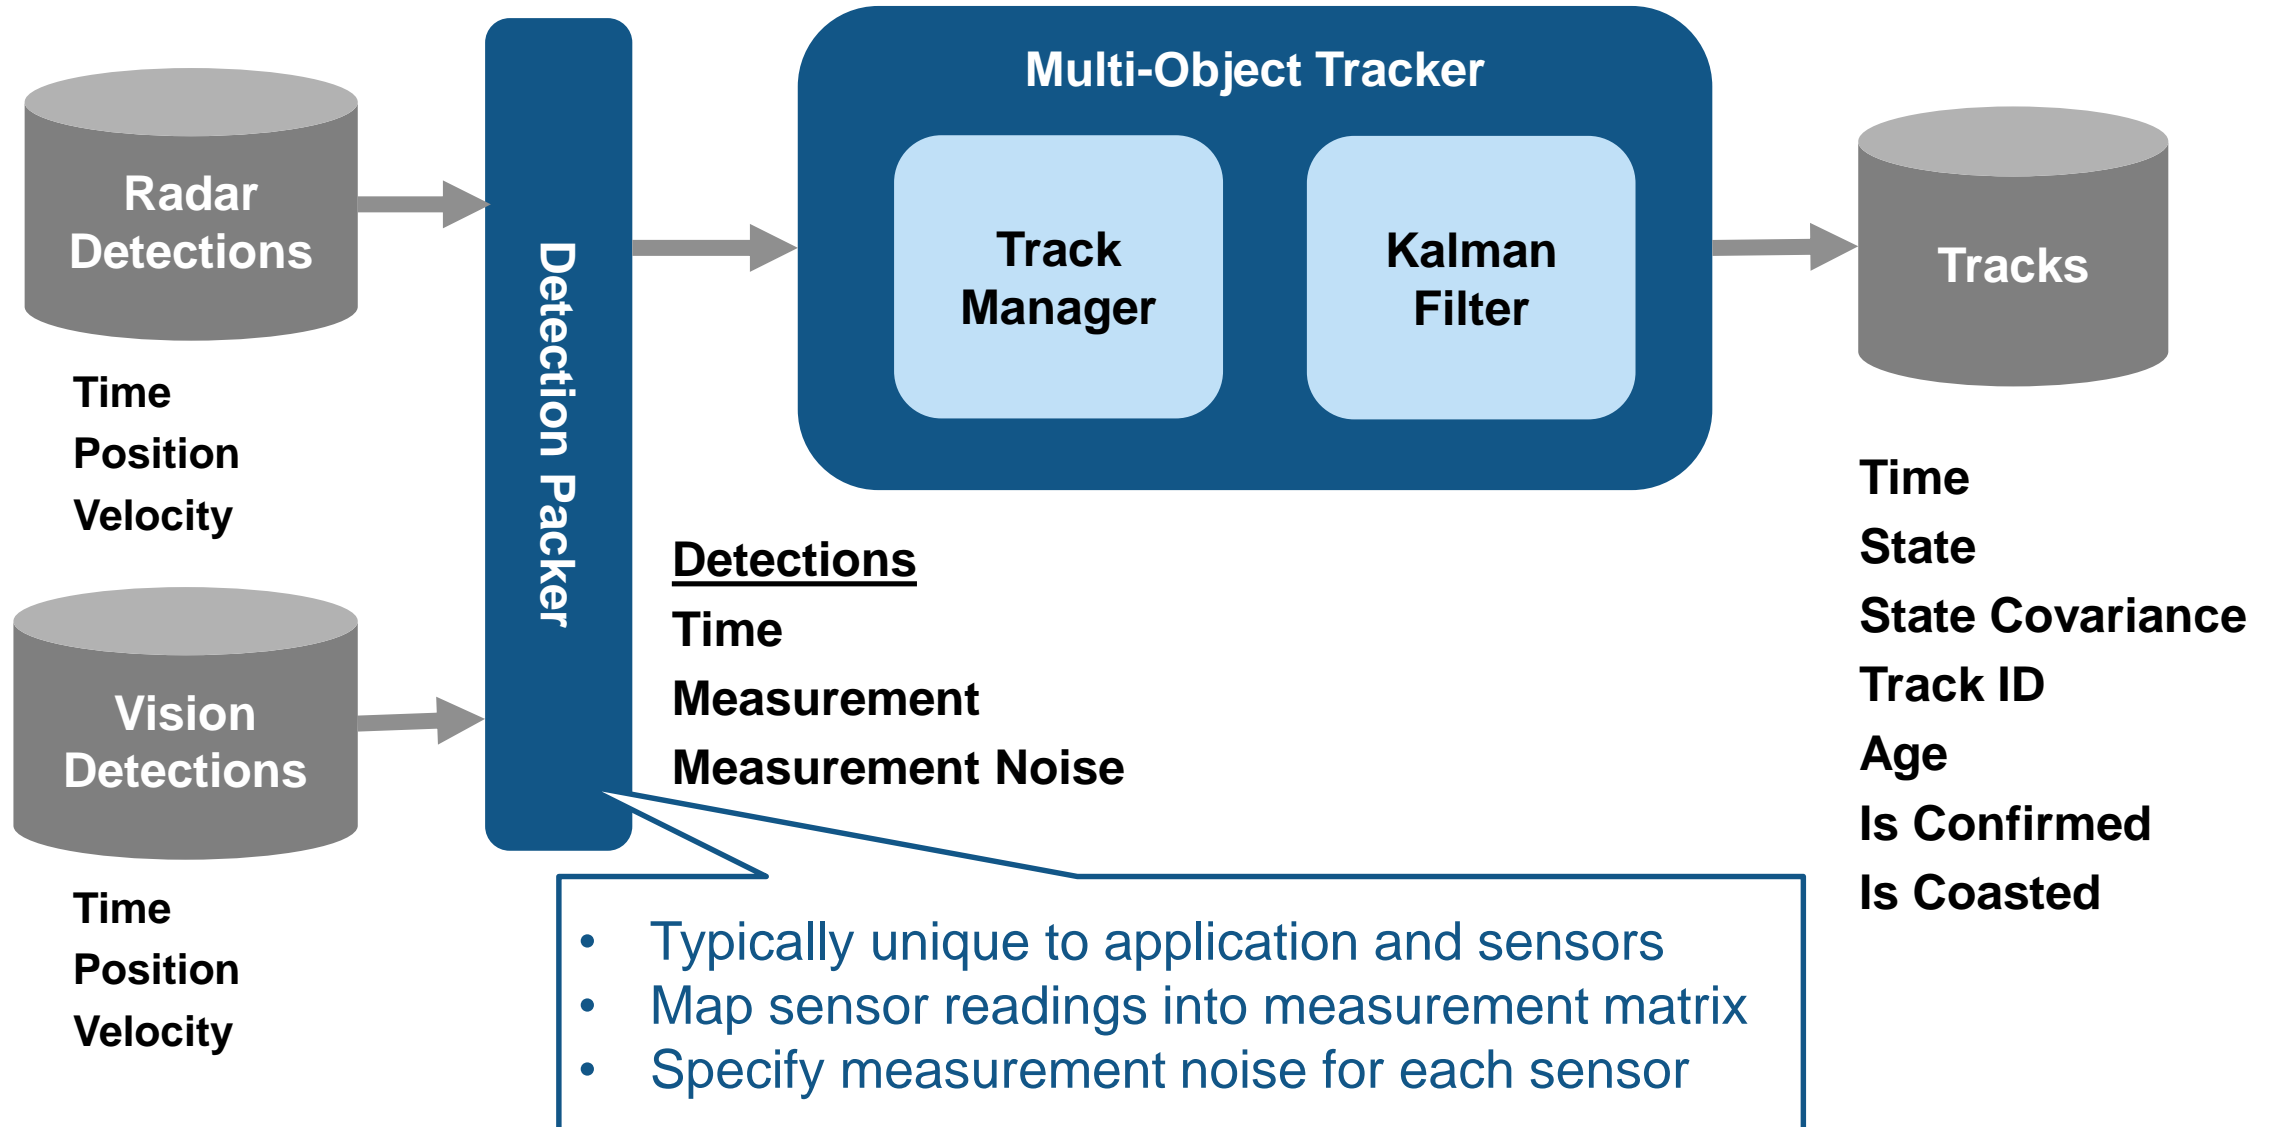 Radar
Detections
Time
Position
Velocity
Vision
Detections
Time
Position
Velocity
Detection Packer
Multi-Object Tracker
Track
Manager
Kalman
Filter
Detections
Time
Measurement
Measurement Noise
• Typically unique to application and sensors
• Map sensor readings into measurement matrix
• Specify measurement noise for each sensor
Tracks
Time
State
State Covariance
Track ID
Age
Is Confirmed
Is Coasted